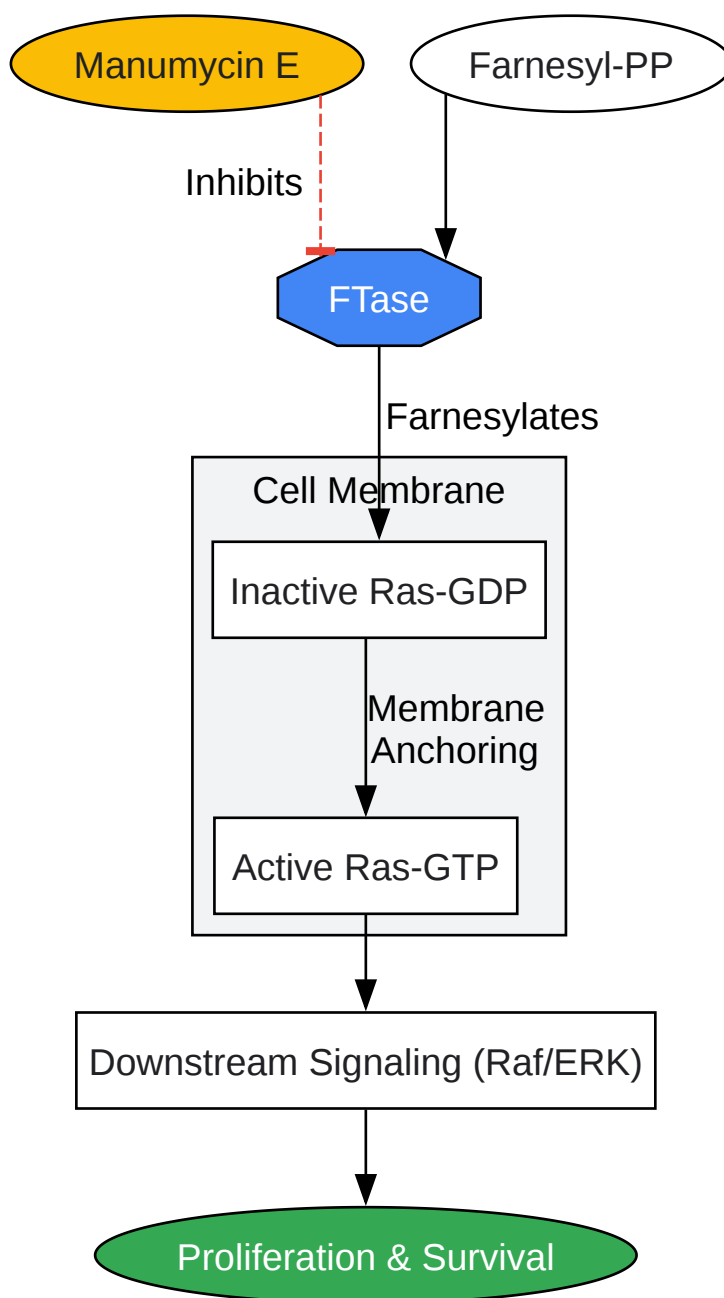 Manumycin E
Farnesyl-PP
Inhibits
FTase
Farnesylates
Cell Membrane
Inactive Ras-GDP
Membrane
Anchoring
Active Ras-GTP
Downstream Signaling (Raf/ERK)
Proliferation & Survival